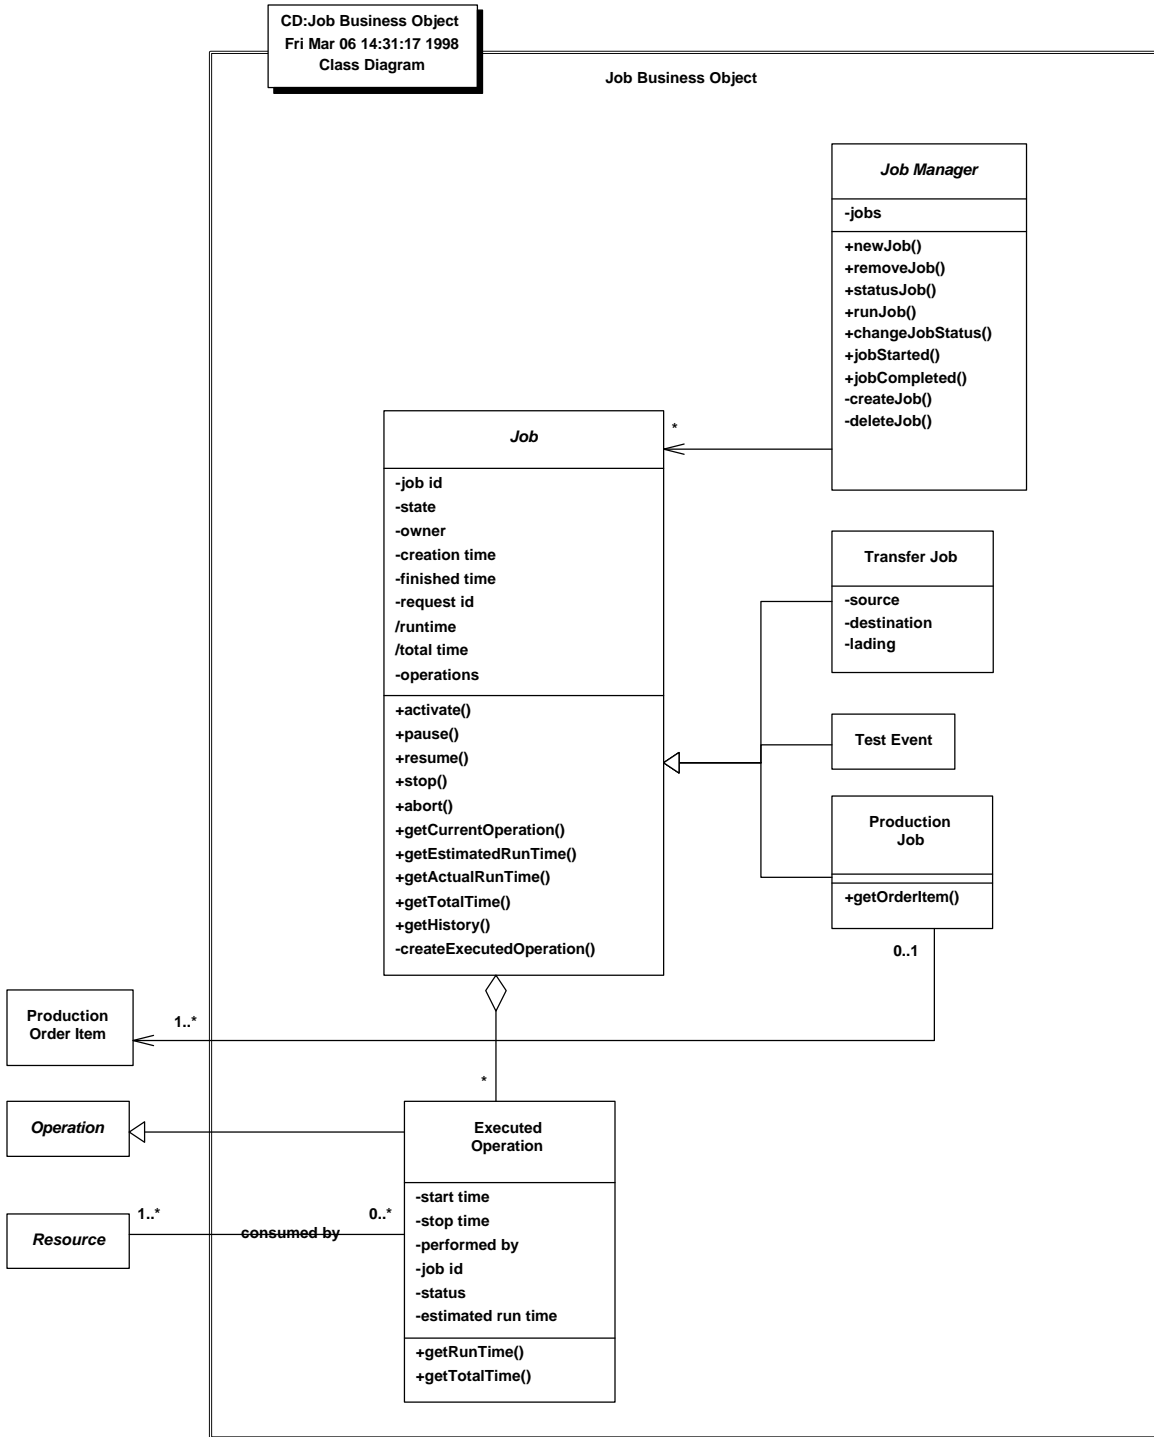 CD:Job Business Object
Fri Mar 06 14:31:17 1998
Class Diagram
Job Business Object
Job Manager
-jobs
+newJob()
+removeJob()
+statusJob()
+runJob()
+changeJobStatus()
+jobStarted()
+jobCompleted()
-createJob()
-deleteJob()
*
Job
-job id
-state
-owner
-creation time
-finished time
-request id
/runtime
/total time
-operations
+activate()
+pause()
+resume()
+stop()
+abort()
+getCurrentOperation()
+getEstimatedRunTime()
+getActualRunTime()
+getTotalTime()
+getHistory()
-createExecutedOperation()
Transfer Job
-source
-destination
-lading
Test Event
Production
Job
+getOrderItem()
0..1
Production
Order Item
1..*
*
Operation
Executed
Operation
-start time
-stop time
-performed by
-job id
-status
-estimated run time
+getRunTime()
+getTotalTime()
Resource
1..*
consumed by
0..*